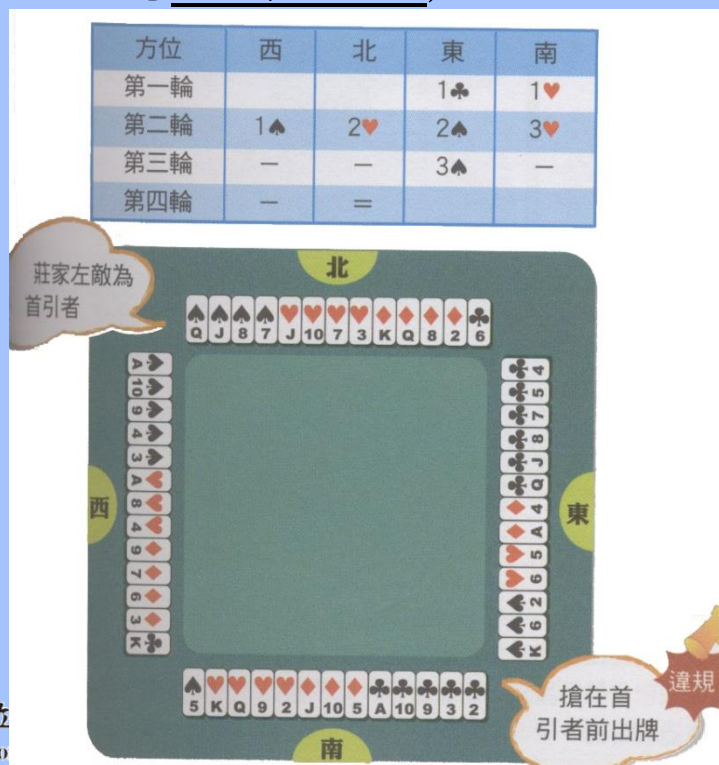 方位 西 北 東 南
第一輪 1♣ 1♥
第二輪 1♠ 2♥ 2♠ 3♥
第三輪 — — 3♠ —
第四輪 — =
莊家左敵為
首引者
北
♠Q ♠J ♠8 ♠7 ♥J ♥10 ♥7 ♥3 ♦K ♦Q ♦8 ♦2 ♣6
西
♠A ♠10 ♠9 ♠4 ♠3 ♥A ♥8 ♥4 ♦9 ♦7 ♦6 ♦3 ♣K
♣4 ♣5 ♣7 ♣8 ♣J ♣Q ♦4 ♦A ♥5 ♥6 ♠2 ♠6 ♠K
東
♠5 ♥K ♥Q ♥9 ♥2 ♦J ♦10 ♦5 ♣A ♣10 ♣9 ♣3 ♣2
南
搶在首
引者前出牌
違規